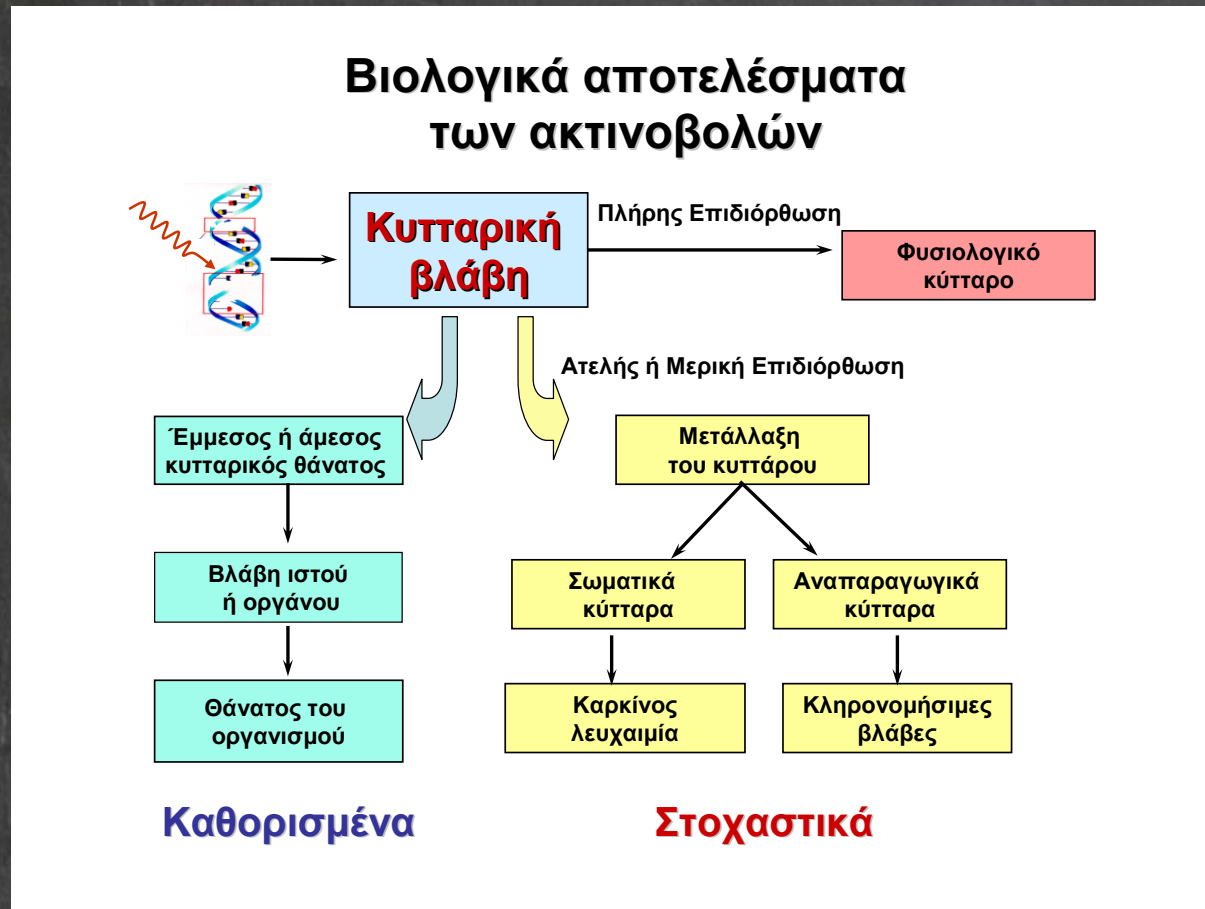 Βιολογικά αποτελέσματα
των ακτινοβολών
Κυτταρική
βλάβη
Πλήρης Επιδιόρθωση
Φυσιολογικό
κύτταρο
Ατελής ή Μερική Επιδιόρθωση
Έμμεσος ή άμεσος
κυτταρικός θάνατος
Μετάλλαξη
του κυττάρου
Βλάβη ιστού
ή οργάνου
Σωματικά
κύτταρα
Αναπαραγωγικά
κύτταρα
Θάνατος του
οργανισμού
Καρκίνος
λευχαιμία
Κληρονομήσιμες
βλάβες
Καθορισμένα
Στοχαστικά